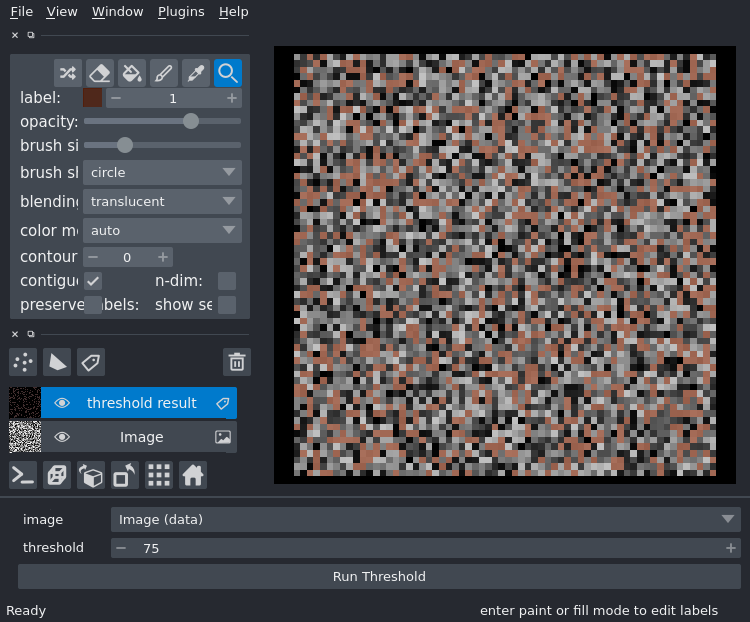 File View Window Plugins Help
label: 1
opacity:
brush si
brush sl circle
blending translucent
color m auto
contour 0
contigu n-dim:
preserve abels: show se
threshold result
Image
image Image (data)
threshold 75
Run Threshold
Ready enter paint or fill mode to edit labels